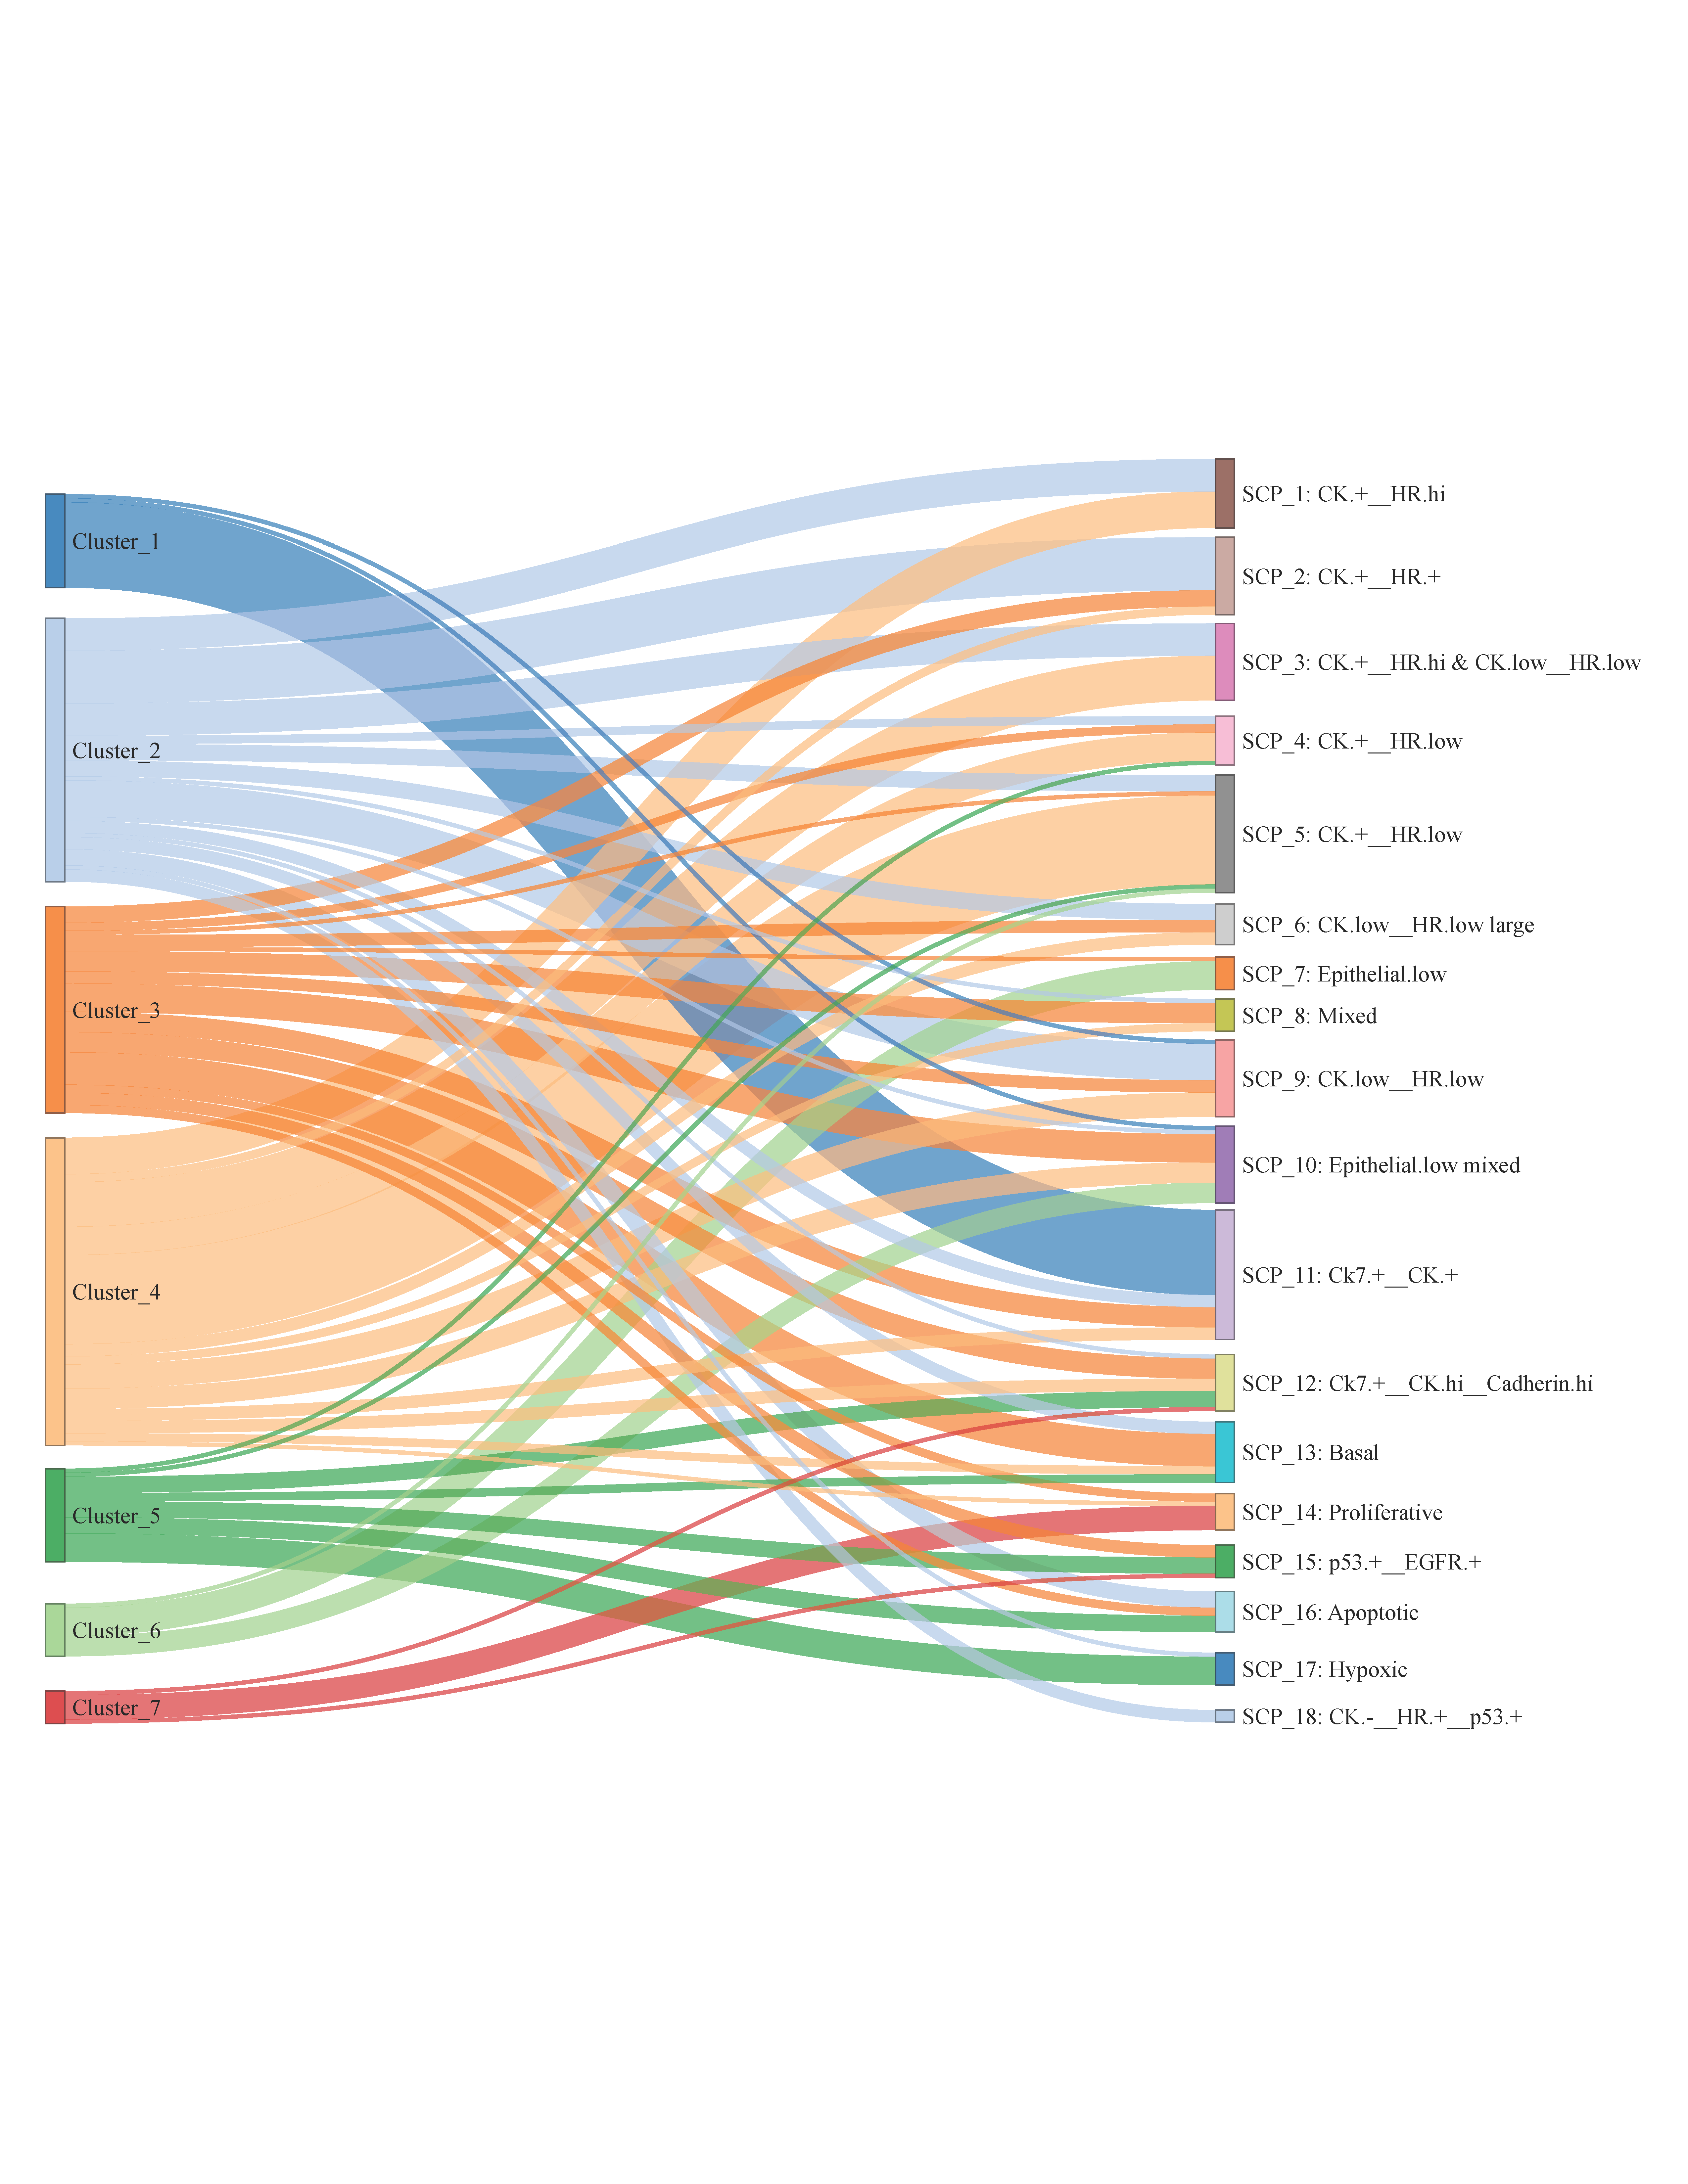 Cluster_1
Cluster_2
Cluster_3
Cluster_4
Cluster_5
Cluster_6
Cluster_7
SCP_1: CK.+__HR.hi
SCP_2: CK.+__HR.+
SCP_3: CK.+__HR.hi & CK.low__HR.low
SCP_4: CK.+__HR.low
SCP_5: CK.+__HR.low
SCP_6: CK.low__HR.low large
SCP_7: Epithelial.low
SCP_8: Mixed
SCP_9: CK.low__HR.low
SCP_10: Epithelial.low mixed
SCP_11: Ck7.+__CK.+
SCP_12: Ck7.+__CK.hi__Cadherin.hi
SCP_13: Basal
SCP_14: Proliferative
SCP_15: p53.+__EGFR.+
SCP_16: Apoptotic
SCP_17: Hypoxic
SCP_18: CK.-__HR.+__p53.+